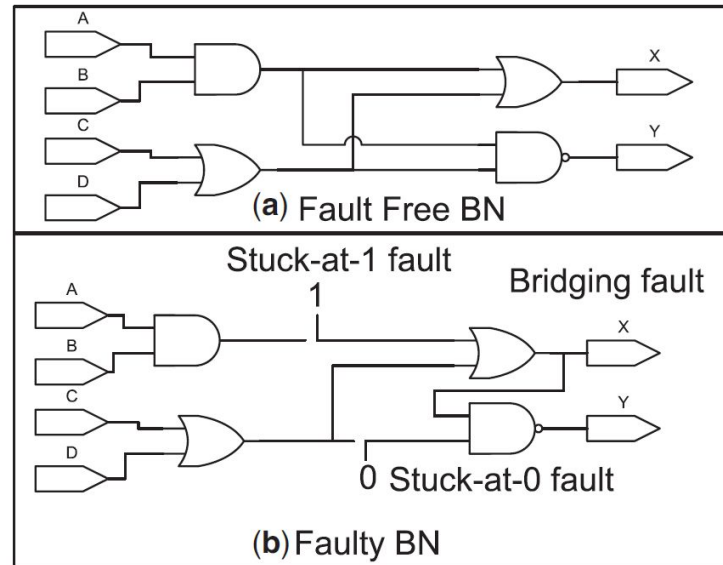 A
X
B
C
Y
D
(a) Fault Free BN
Stuck-at-1 fault
Bridging fault
A
1
X
B
C
Y
D
0 Stuck-at-0 fault
(b) Faulty BN